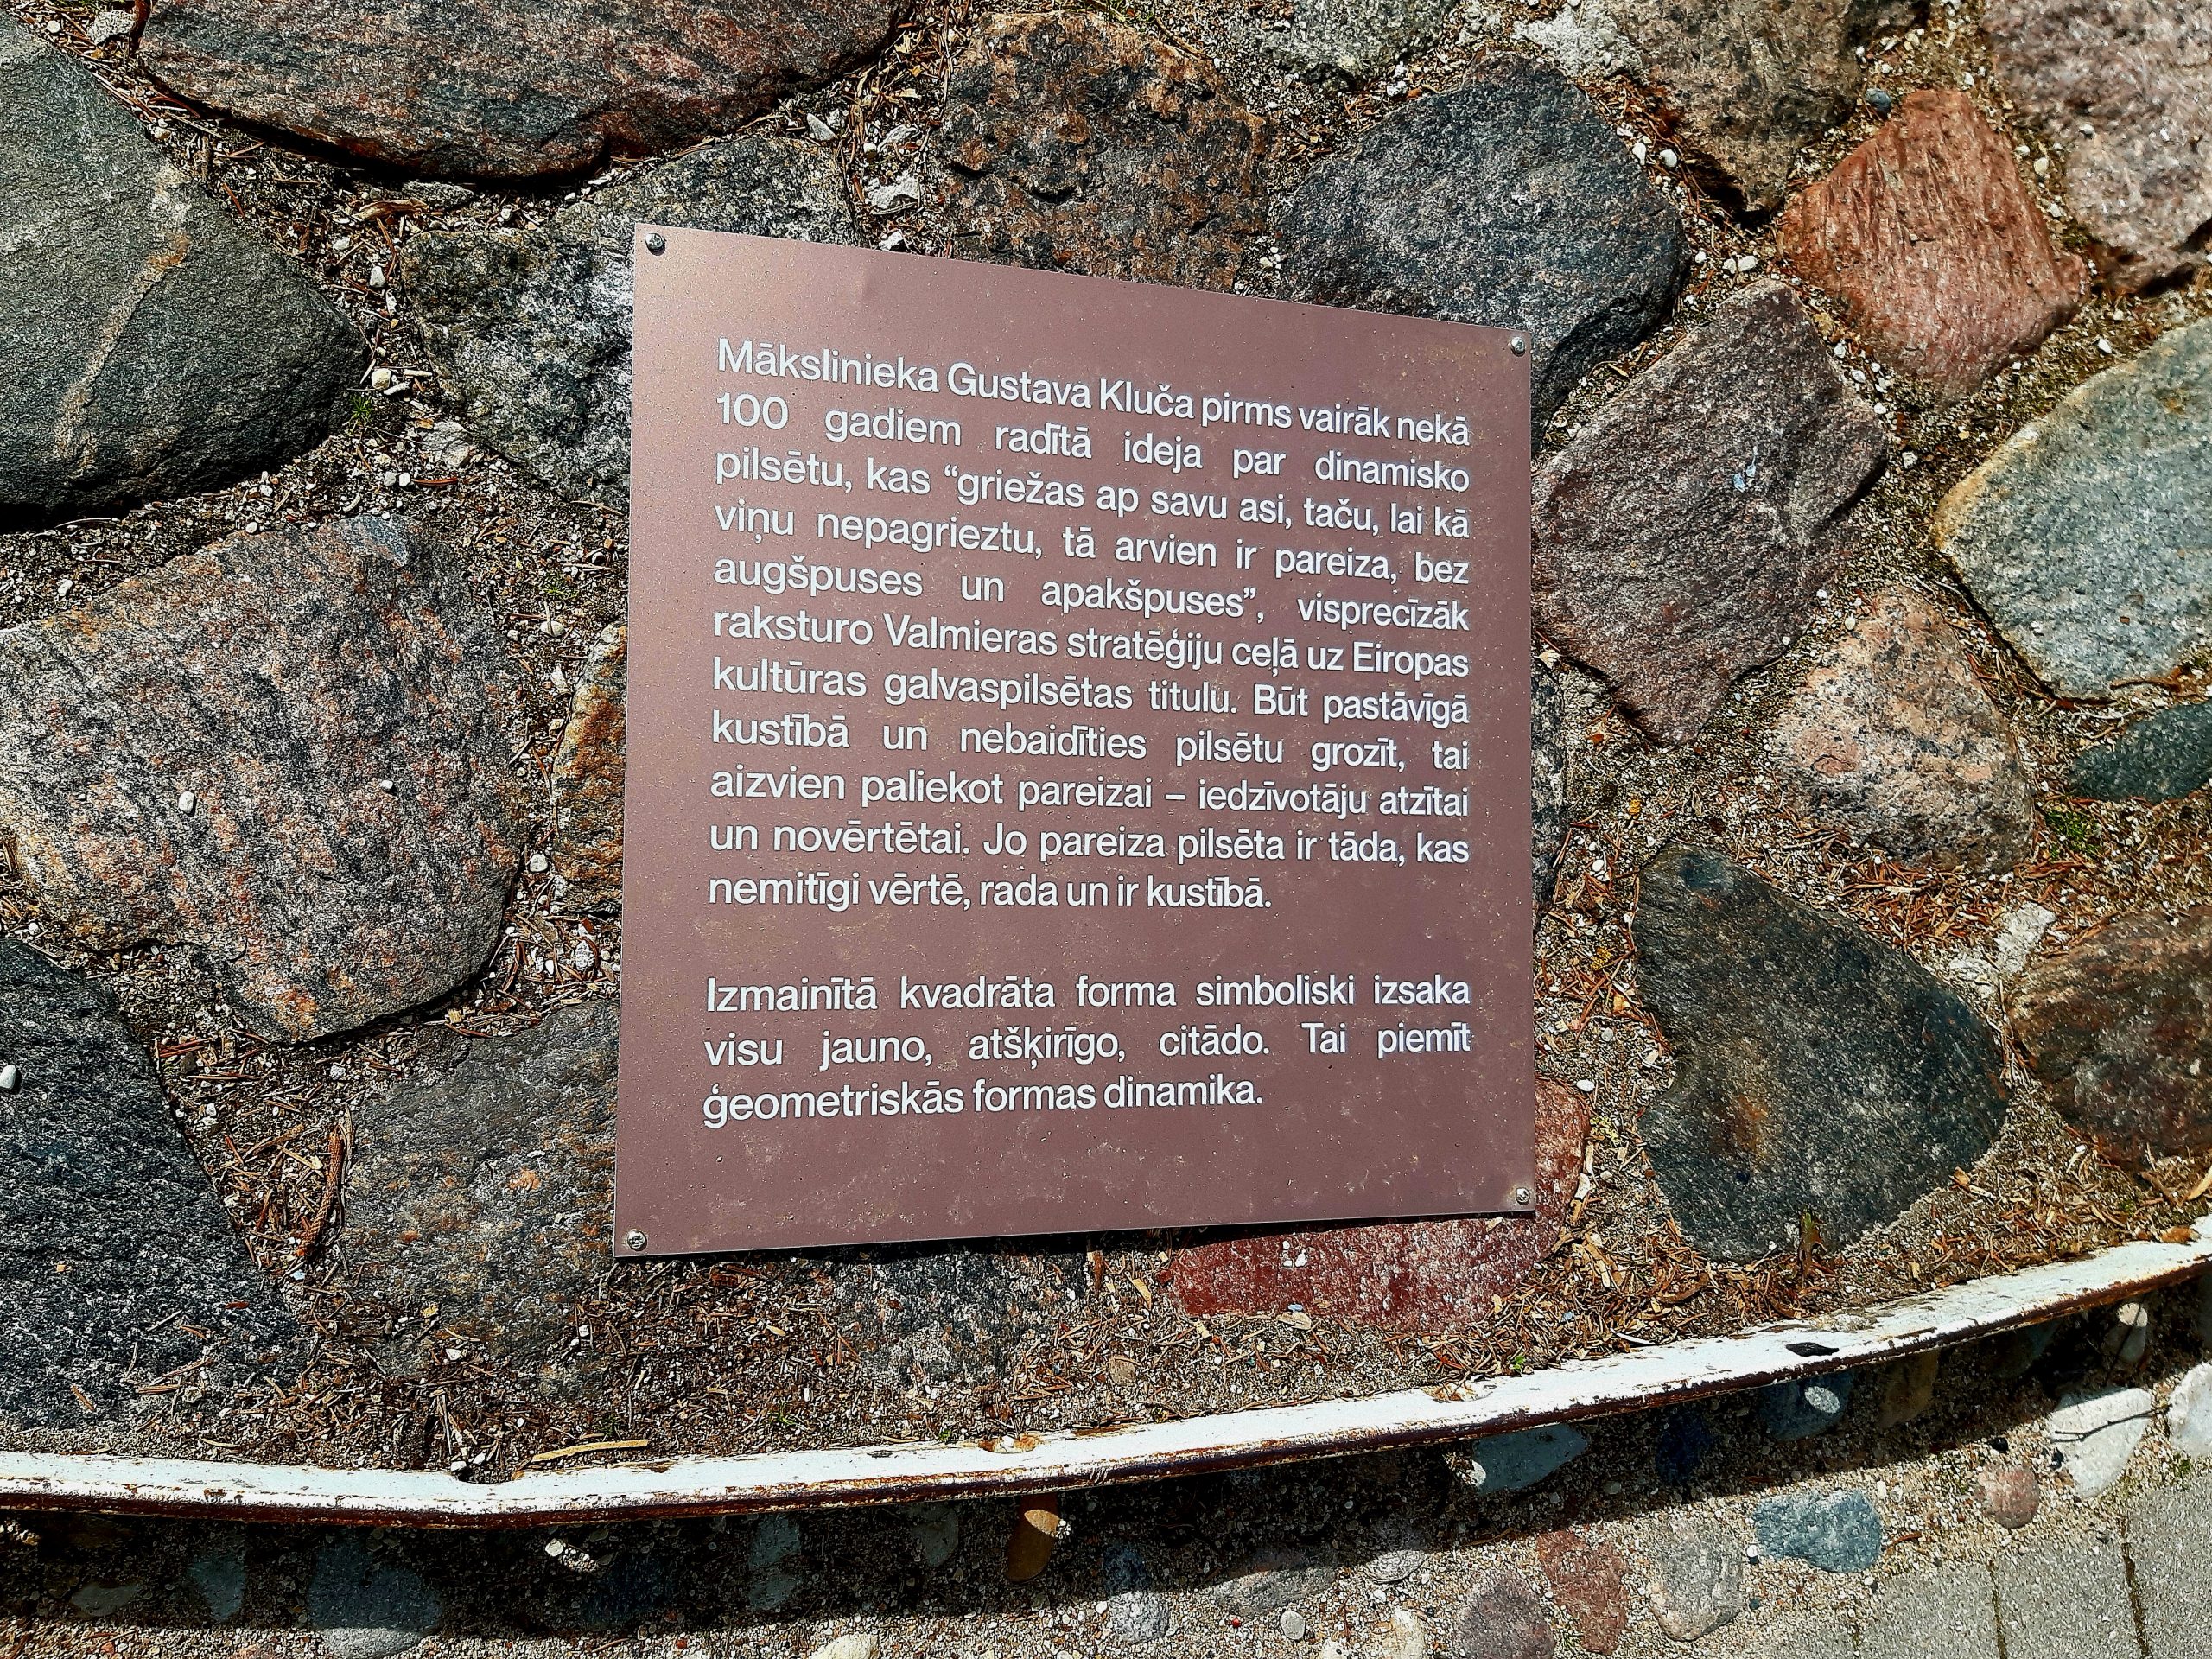 Mākslinieka Gustava Kluča pirms vairāk nekā
100 gadiem radītā ideja par dinamisko
pilsētu, kas “griežas ap savu asi, taču, lai kā
viņu nepagrieztu, tā arvien ir pareiza, bez
augšpuses un apakšpuses”, visprecīzāk
raksturo Valmieras stratēģiju ceļā uz Eiropas
kultūras galvaspilsētas titulu. Būt pastāvīgā
kustībā un nebaidīties pilsētu grozīt, tai
aizvien paliekot pareizai – iedzīvotāju atzītai
un novērtētai. Jo pareiza pilsēta ir tāda, kas
nemitīgi vērtē, rada un ir kustībā.
Izmainītā kvadrāta forma simboliski izsaka
visu jauno, atšķirīgo, citādo. Tai piemīt
ģeometriskās formas dinamika.